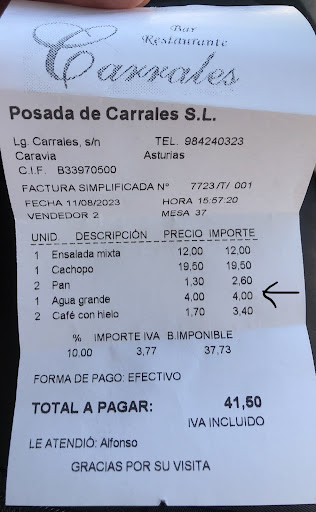 Bar
Restaurante
Carrales
Posada de Carrales S.L.
Lg. Carrales, s/n TEL. 984240323
Caravia Asturias
C.I.F. B33970500
FACTURA SIMPLIFICADA Nº 7723 /T/ 001
FECHA 11/08/2023 HORA 15:57:20
VENDEDOR 2 MESA 37
UNID. DESCRIPCIÓN PRECIO IMPORTE
1 Ensalada mixta 12,00 12,00
1 Cachopo 19,50 19,50
2 Pan 1,30 2,60
1 Agua grande 4,00 4,00
2 Café con hielo 1,70 3,40
% IMPORTE IVA B.IMPONIBLE
10,00 3,77 37,73
FORMA DE PAGO: EFECTIVO
TOTAL A PAGAR: 41,50
IVA INCLUIDO
LE ATENDIÓ: Alfonso
GRACIAS POR SU VISITA